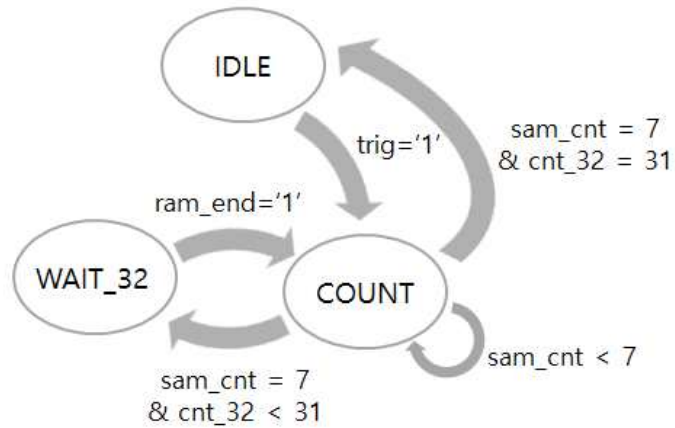 IDLE
trig='1'
sam_cnt = 7
& cnt_32 = 31
ram_end='1'
WAIT_32
COUNT
sam_cnt < 7
sam_cnt = 7
& cnt_32 < 31